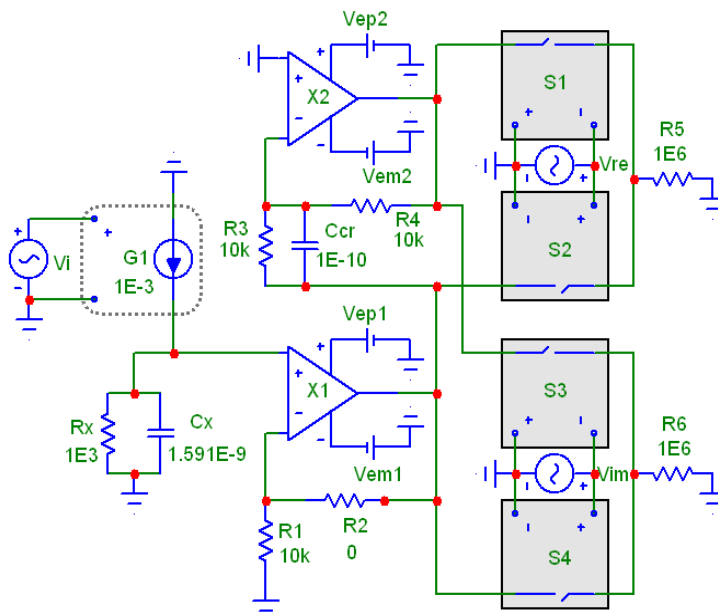 Vep2
+
+
X2
-
-
Vem2
S1
+
+
-
Vre
-
-
-
+
S2
R5
1E6
+
-
Vi
+
G1
1E-3
R3
10k
Ccr
1E-10
R4
10k
Vep1
+
+
X1
-
-
Vem1
Rx
1E3
Cx
1.591E-9
R1
10k
R2
0
S3
+
+
-
Vim
-
-
+
S4
R6
1E6